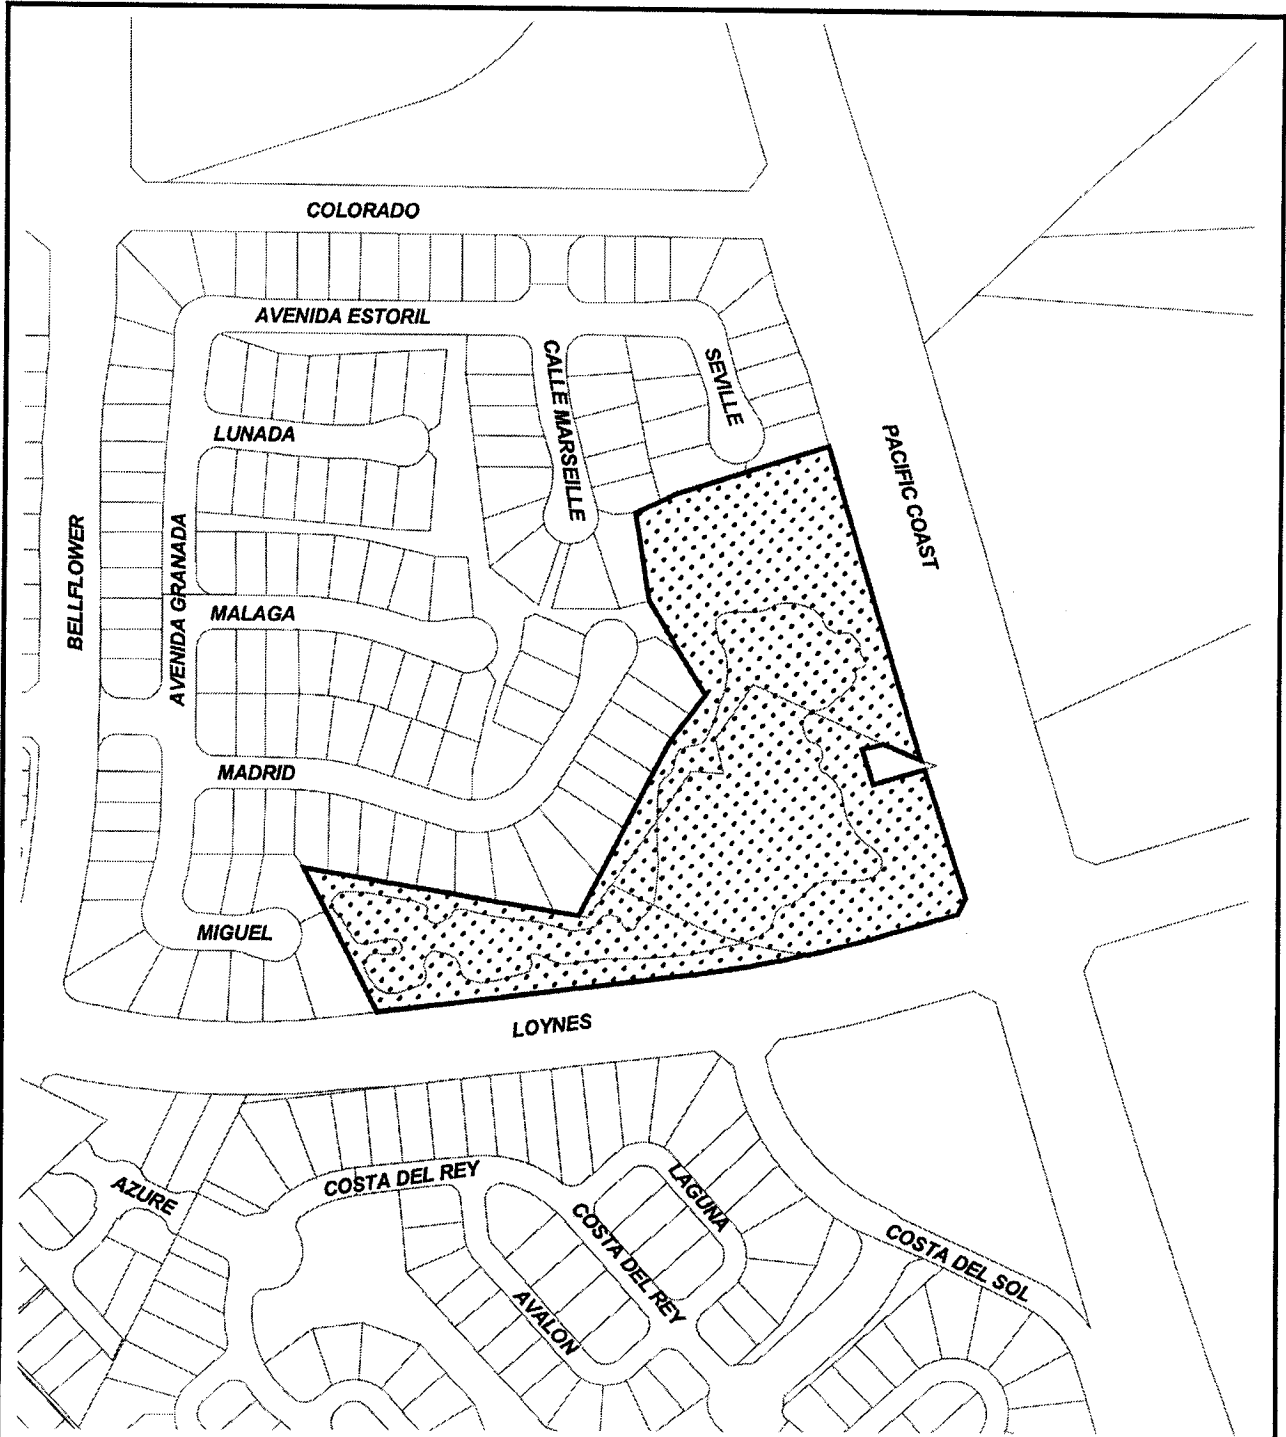 COLORADO
AVENIDA ESTORIL
CALLE MARSEILLE
SEVILLE
LUNADA
PACIFIC COAST
BELLFLOWER
AVENIDA GRANADA
MALAGA
MADRID
MIGUEL
LOYNES
COSTA DEL REY
AZURE
LAGUNA
COSTA DEL REY
COSTA DEL SOL
AVALON